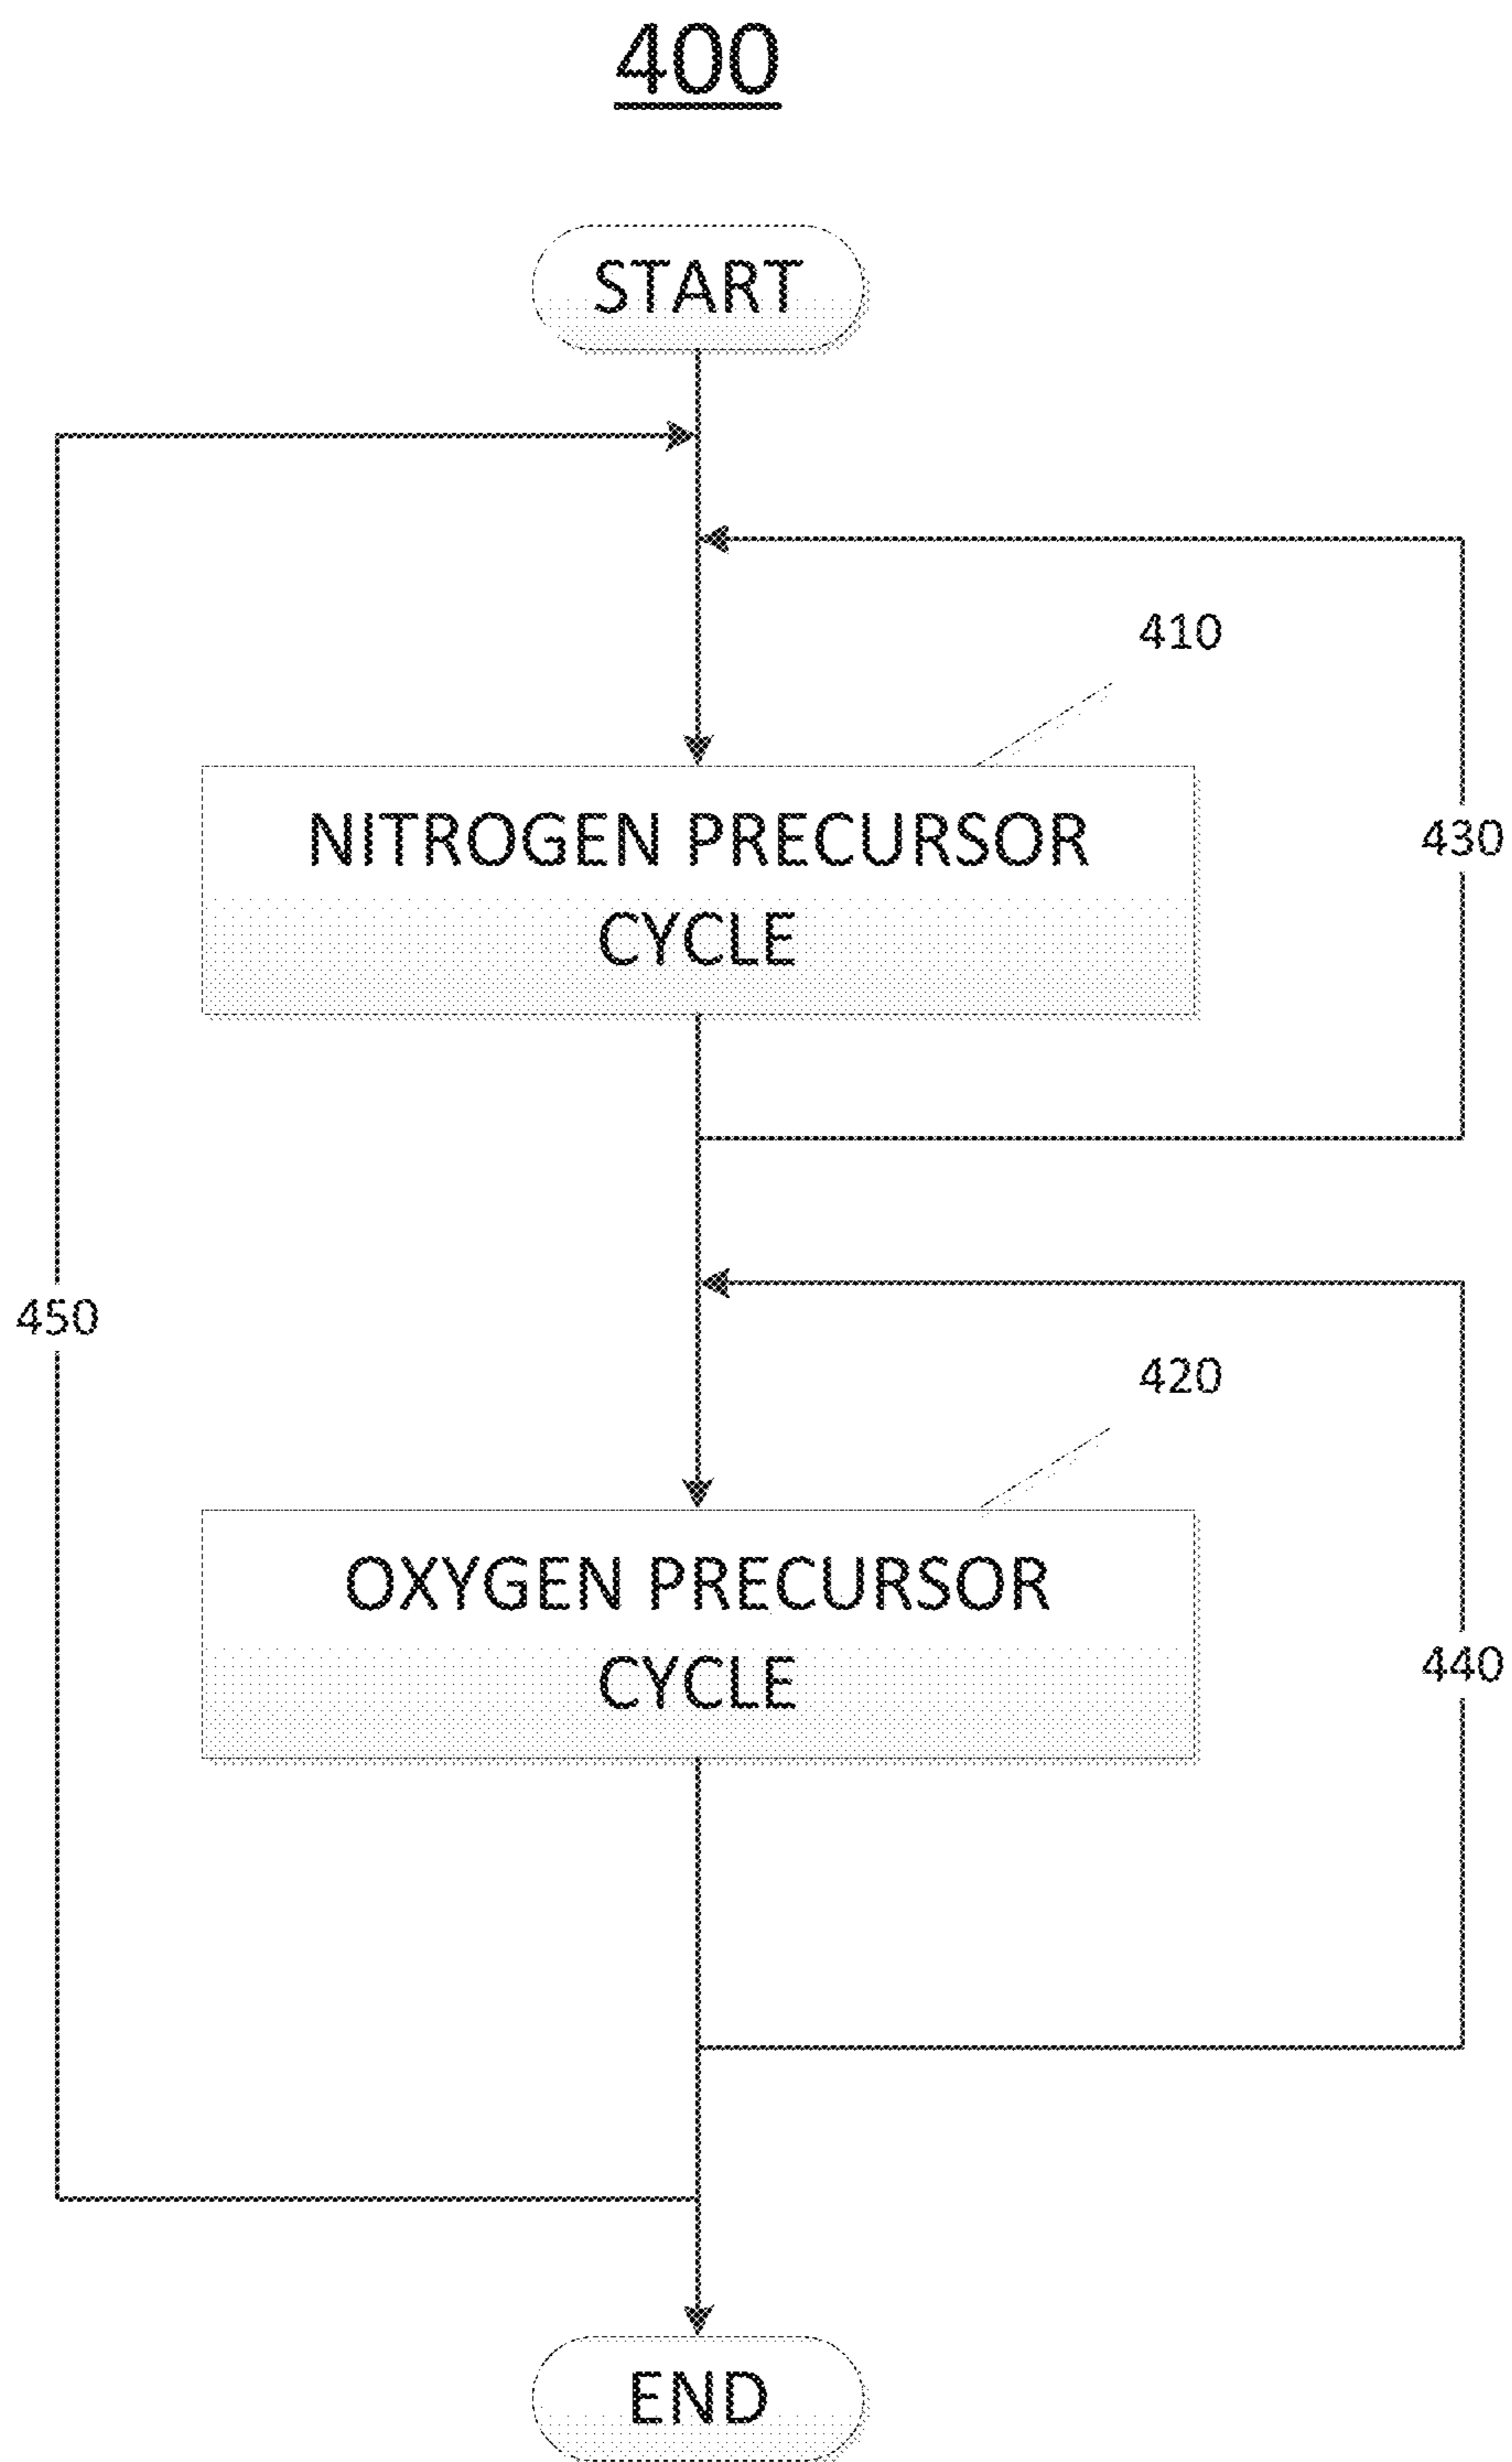 400
START
410
NITROGEN PRECURSOR
CYCLE
430
450
420
OXYGEN PRECURSOR
CYCLE
440
END